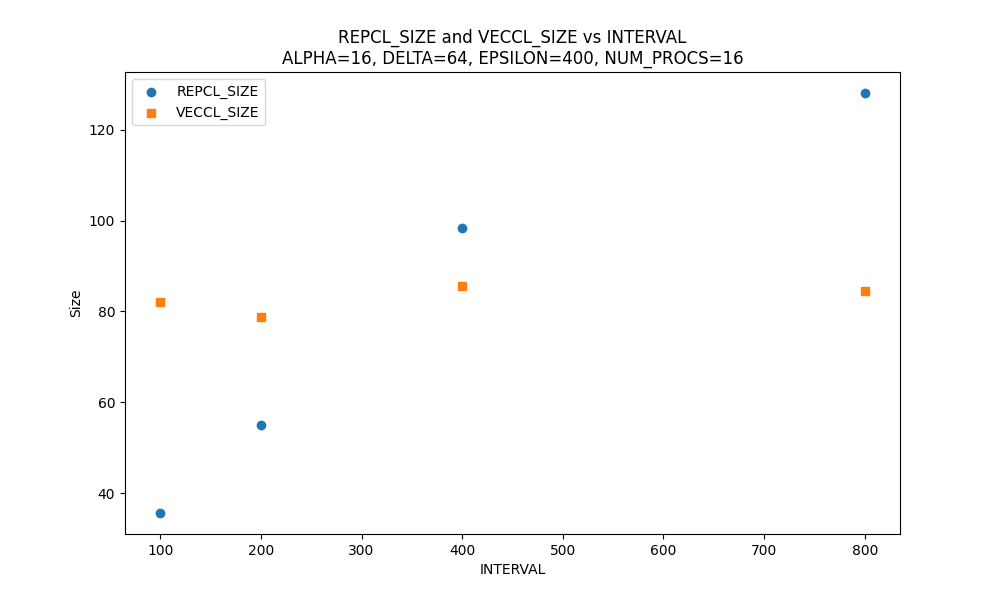 REPCL_SIZE and VECCL_SIZE vs INTERVAL
ALPHA=16, DELTA=64, EPSILON=400, NUM_PROCS=16
REPCL_SIZE
VECCL_SIZE
120
100
80
60
40
Size
100 200 300 400 500 600 700 800
INTERVAL